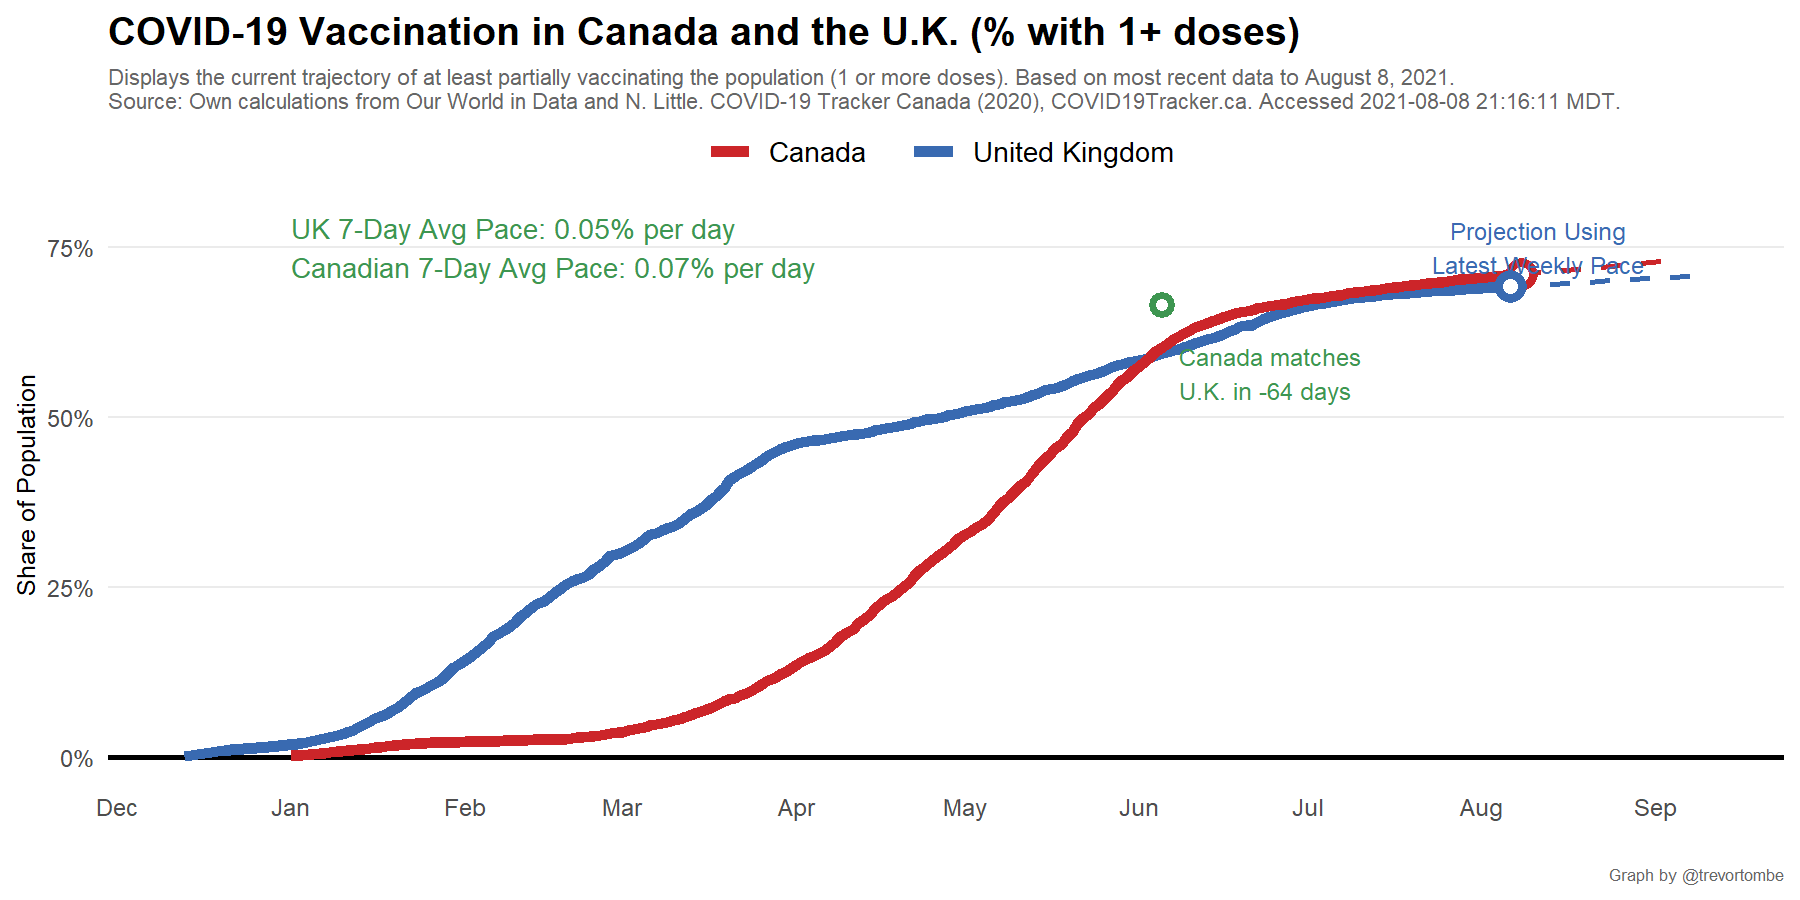 COVID-19 Vaccination in Canada and the U.K. (% with 1+ doses)
Displays the current trajectory of at least partially vaccinating the population (1 or more doses). Based on most recent data to August 8, 2021.
Source: Own calculations from Our World in Data and N. Little. COVID-19 Tracker Canada (2020), COVID19Tracker.ca. Accessed 2021-08-08 21:16:11 MDT.
Canada
United Kingdom
UK 7-Day Avg Pace: 0.05% per day
Canadian 7-Day Avg Pace: 0.07% per day
Projection Using
Latest Weekly Pace
Canada matches
U.K. in -64 days
Share of Population
75%
50%
25%
0%
Dec
Jan
Feb
Mar
Apr
May
Jun
Jul
Aug
Sep
Graph by @trevortombe